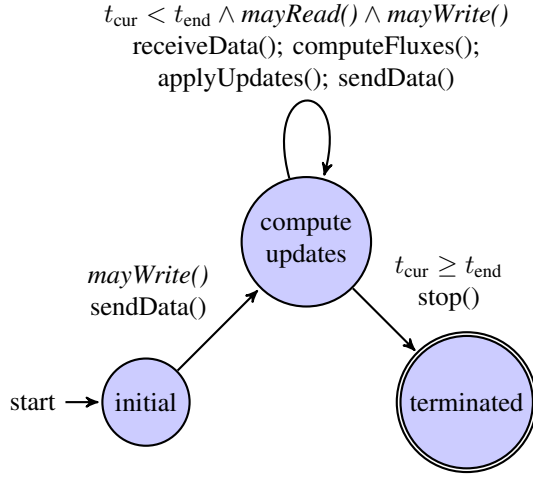 t_cur < t_end ∧ mayRead() ∧ mayWrite()
receiveData(); computeFluxes();
applyUpdates(); sendData()
compute
updates
mayWrite()
sendData()
t_cur ≥ t_end
stop()
start
initial
terminated